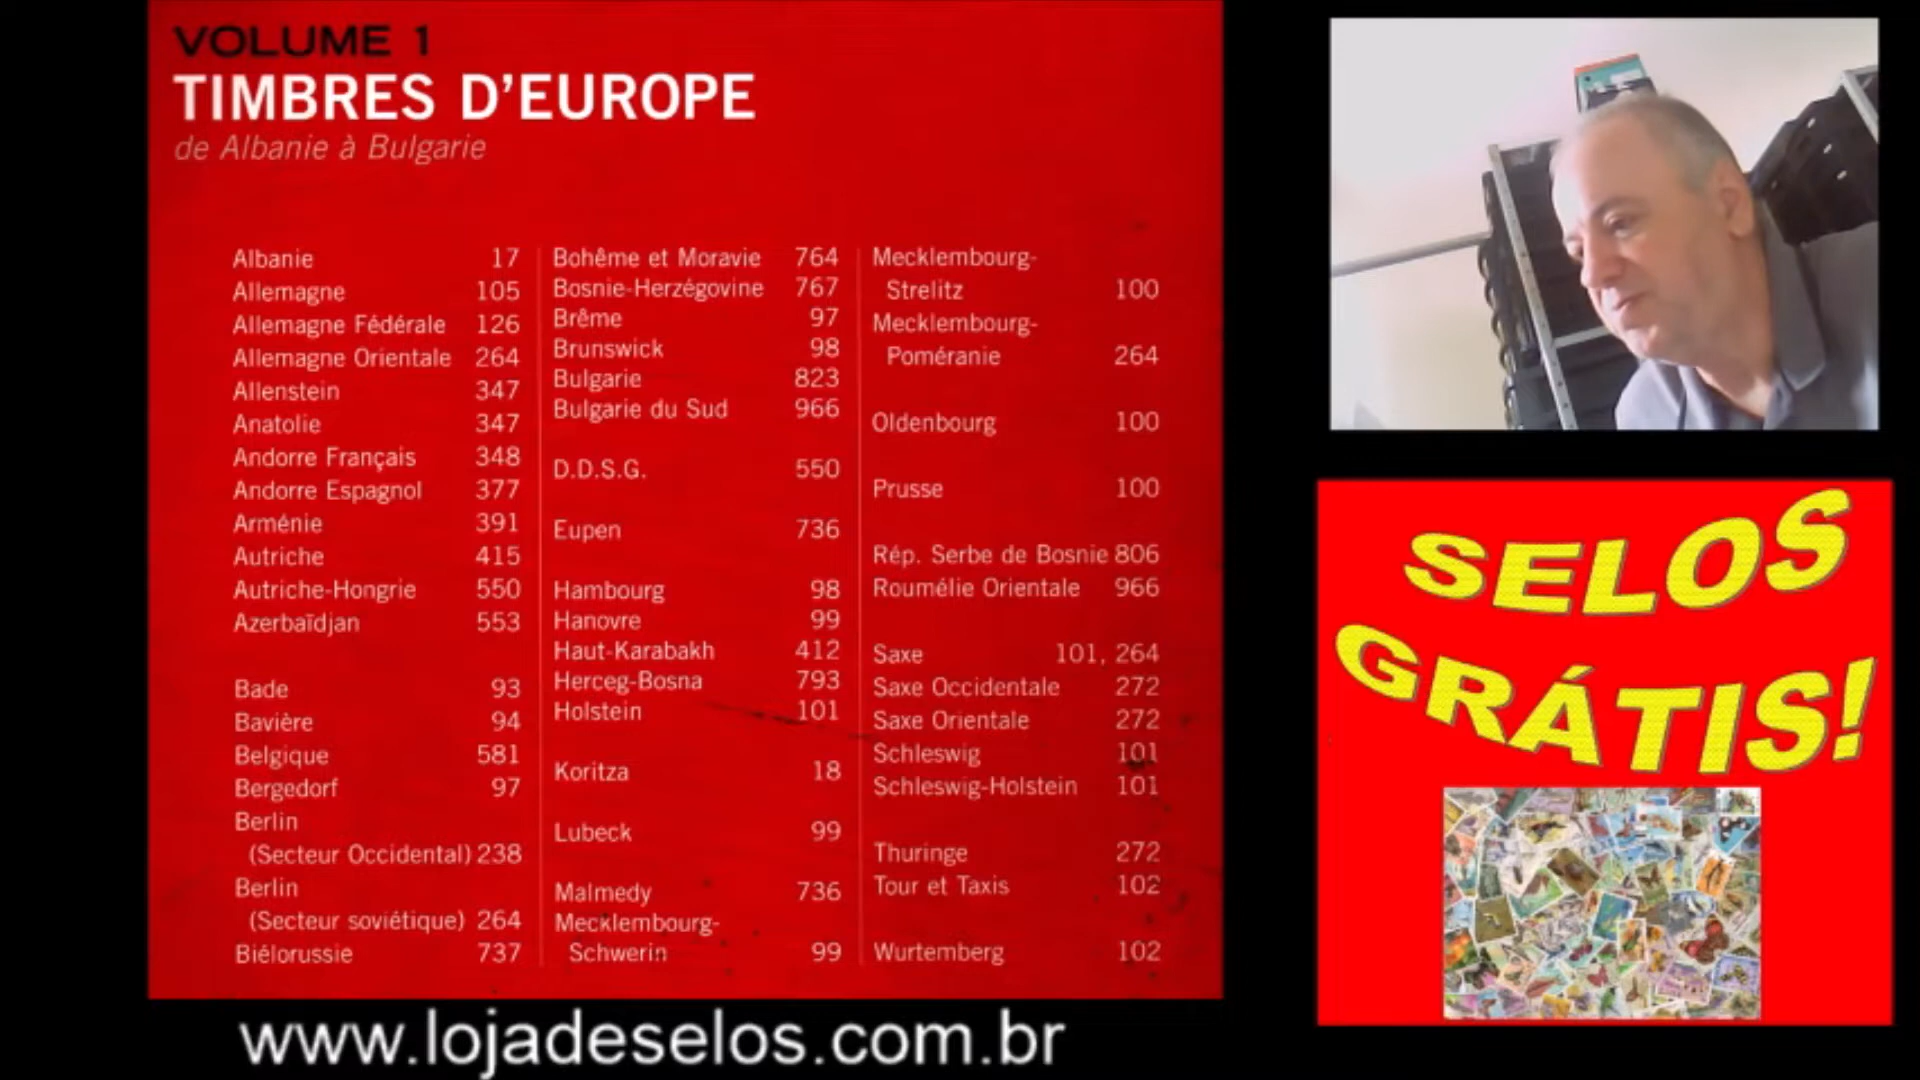 VOLUME 1
TIMBRES D'EUROPE
de Albanie à Bulgarie
Albanie 17
Allemagne 105
Allemagne Fédérale 126
Allemagne Orientale 264
Allenstein 347
Anatolie 347
Andorre Français 348
Andorre Espagnol 377
Arménie 391
Autriche 415
Autriche-Hongrie 550
Azerbaïdjan 553
Bade 93
Bavière 94
Belgique 581
Bergedorf 97
Berlin
(Secteur Occidental) 238
Berlin
(Secteur soviétique) 264
Biélorussie 737
Bohême et Moravie 764
Bosnie-Herzégovine 767
Brême 97
Brunswick 98
Bulgarie 823
Bulgarie du Sud 966
D.D.S.G. 550
Eupen 736
Hambourg 98
Hanovre 99
Haut-Karabakh 412
Herceg-Bosna 793
Holstein 101
Koritza 18
Lubeck 99
Malmedy 736
Mecklembourg-
Schwerin 99
Mecklembourg-
Strelitz 100
Mecklembourg-
Poméranie 264
Oldenbourg 100
Prusse 100
Rép. Serbe de Bosnie 806
Roumélie Orientale 966
Saxe 101, 264
Saxe Occidentale 272
Saxe Orientale 272
Schleswig 101
Schleswig-Holstein 101
Thuringe 272
Tour et Taxis 102
Wurtemberg 102
SELOS
GRÁTIS!
www.lojadeselos.com.br